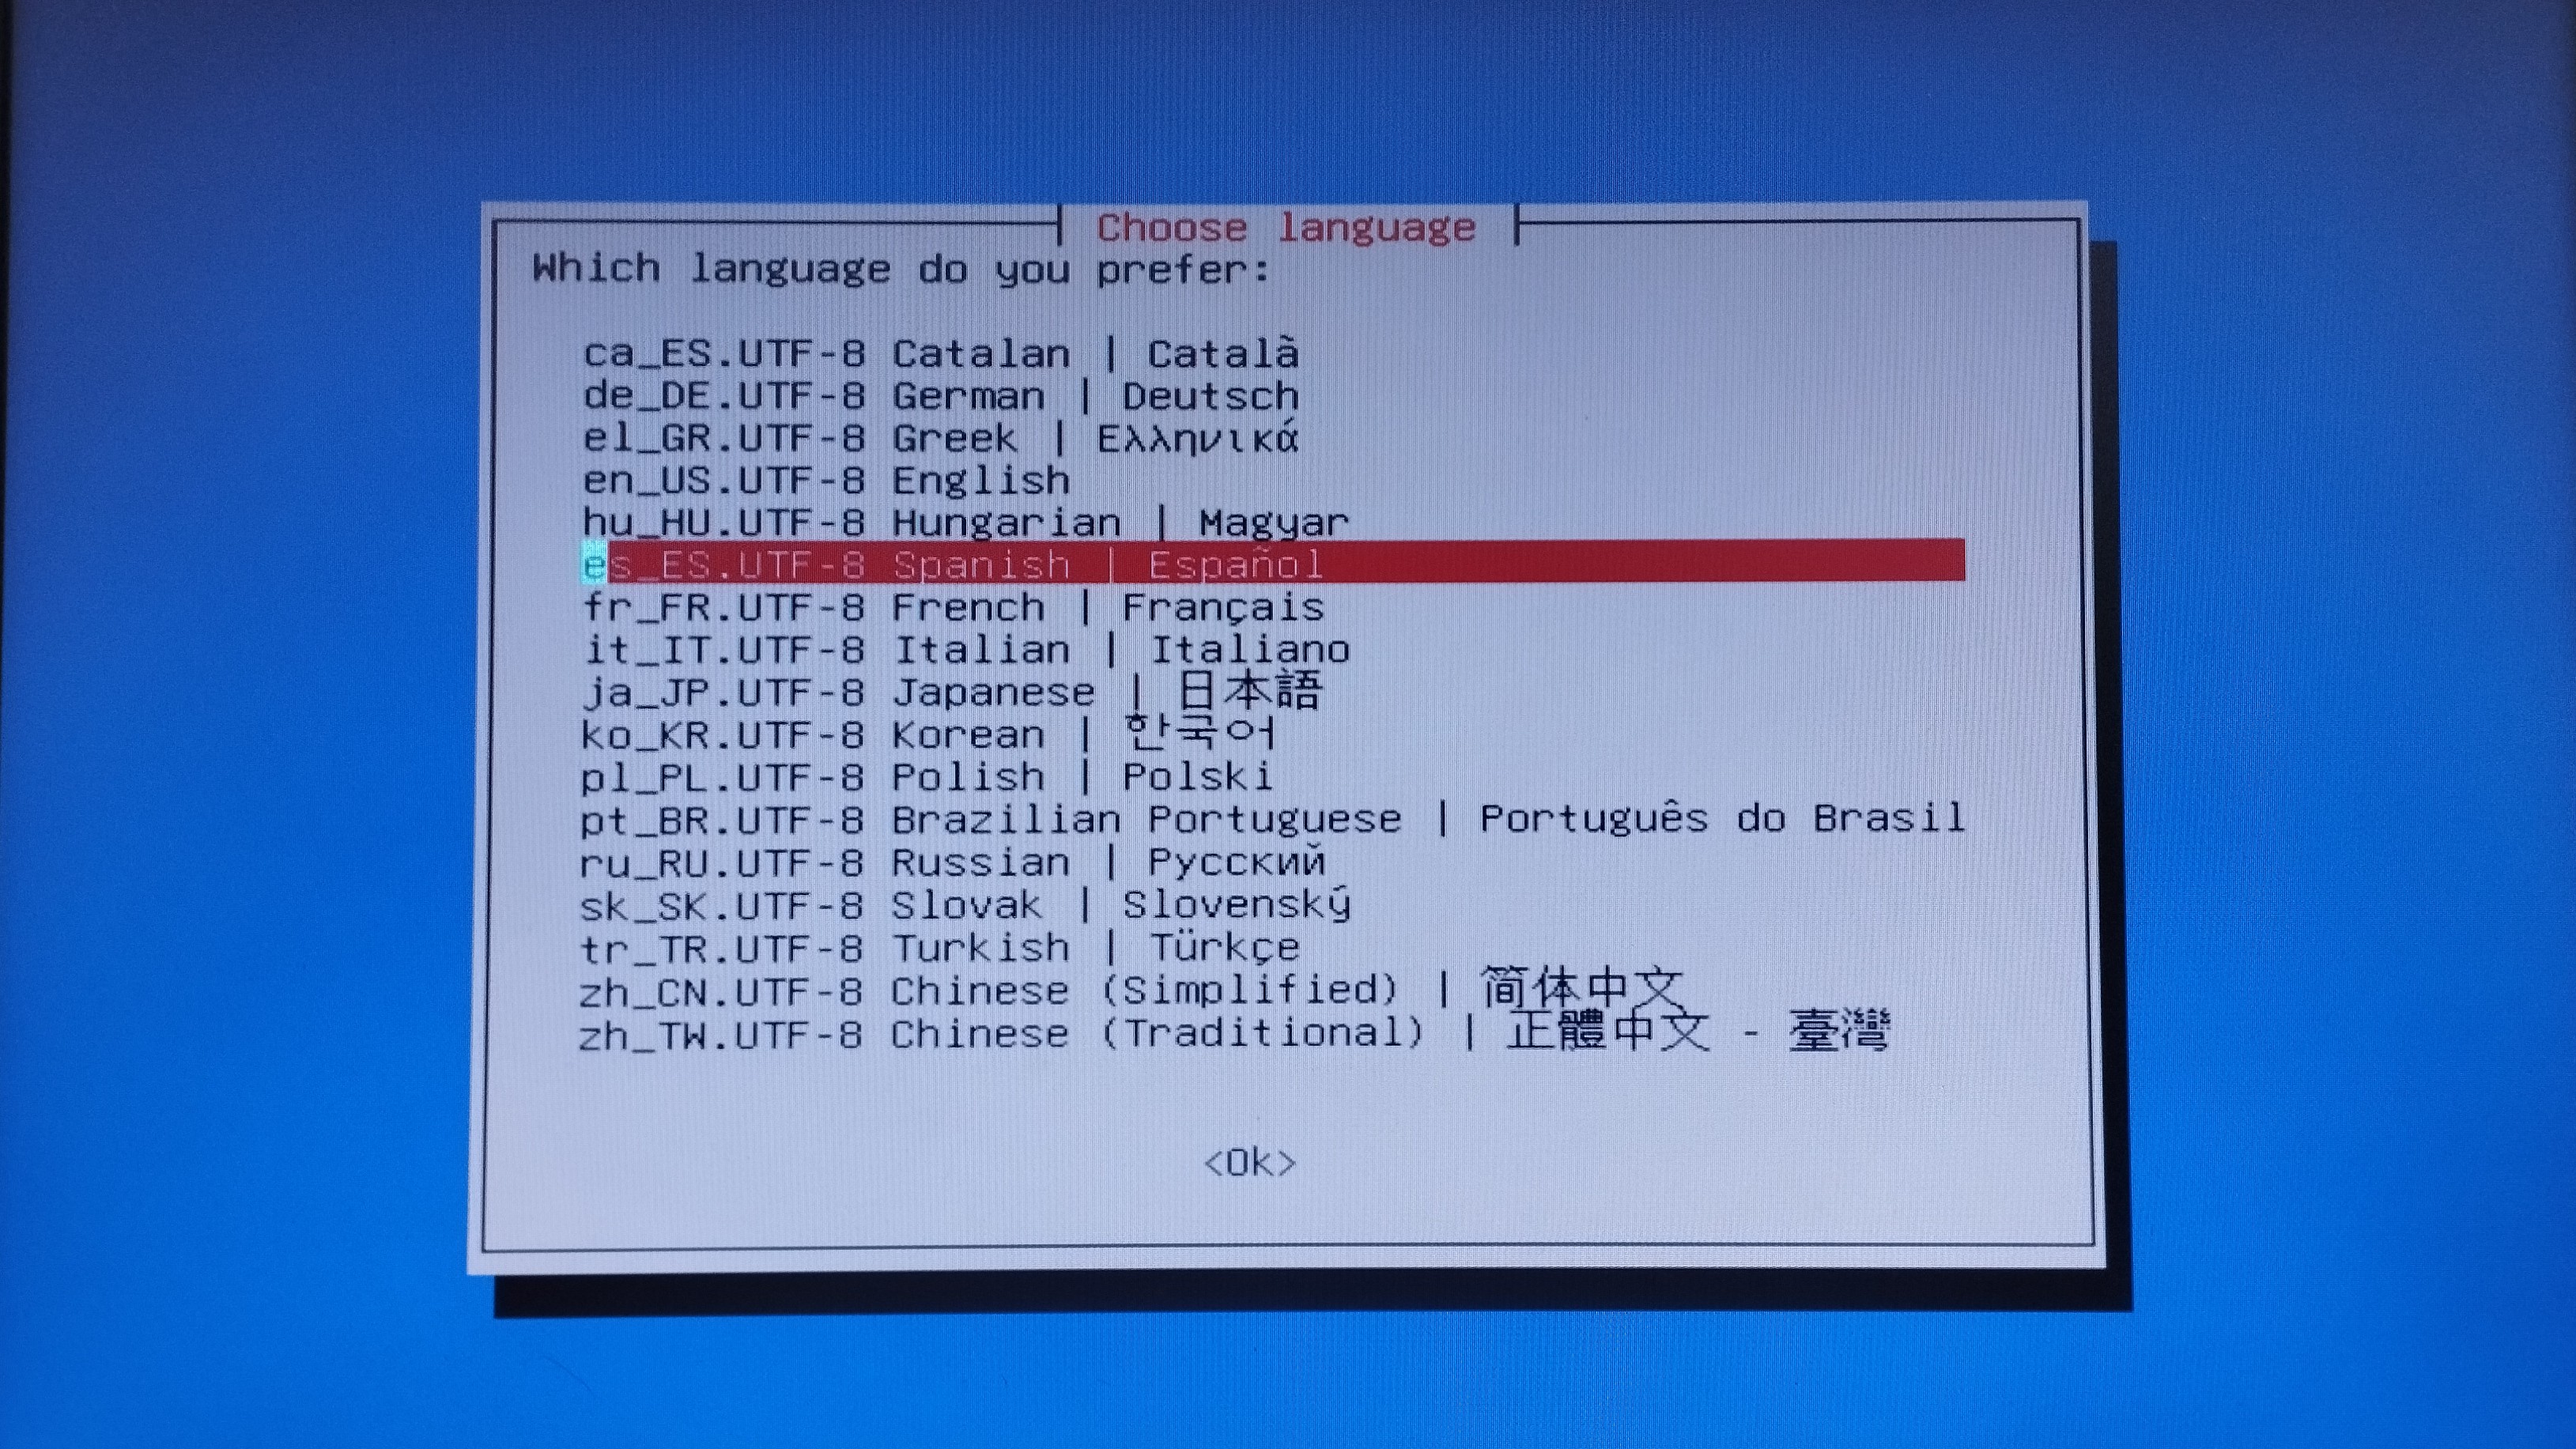 Choose language
Which language do you prefer:
ca_ES.UTF-8 Catalan | Català
de_DE.UTF-8 German | Deutsch
el_GR.UTF-8 Greek | Ελληνικά
en_US.UTF-8 English
hu_HU.UTF-8 Hungarian | Magyar
es_ES.UTF-8 Spanish | Español
fr_FR.UTF-8 French | Français
it_IT.UTF-8 Italian | Italiano
ja_JP.UTF-8 Japanese | 日本語
ko_KR.UTF-8 Korean | 한국어
pl_PL.UTF-8 Polish | Polski
pt_BR.UTF-8 Brazilian Portuguese | Português do Brasil
ru_RU.UTF-8 Russian | Русский
sk_SK.UTF-8 Slovak | Slovenský
tr_TR.UTF-8 Turkish | Türkçe
zh_CN.UTF-8 Chinese (Simplified) | 简体中文
zh_TW.UTF-8 Chinese (Traditional) | 正體中文 - 臺灣
<Ok>